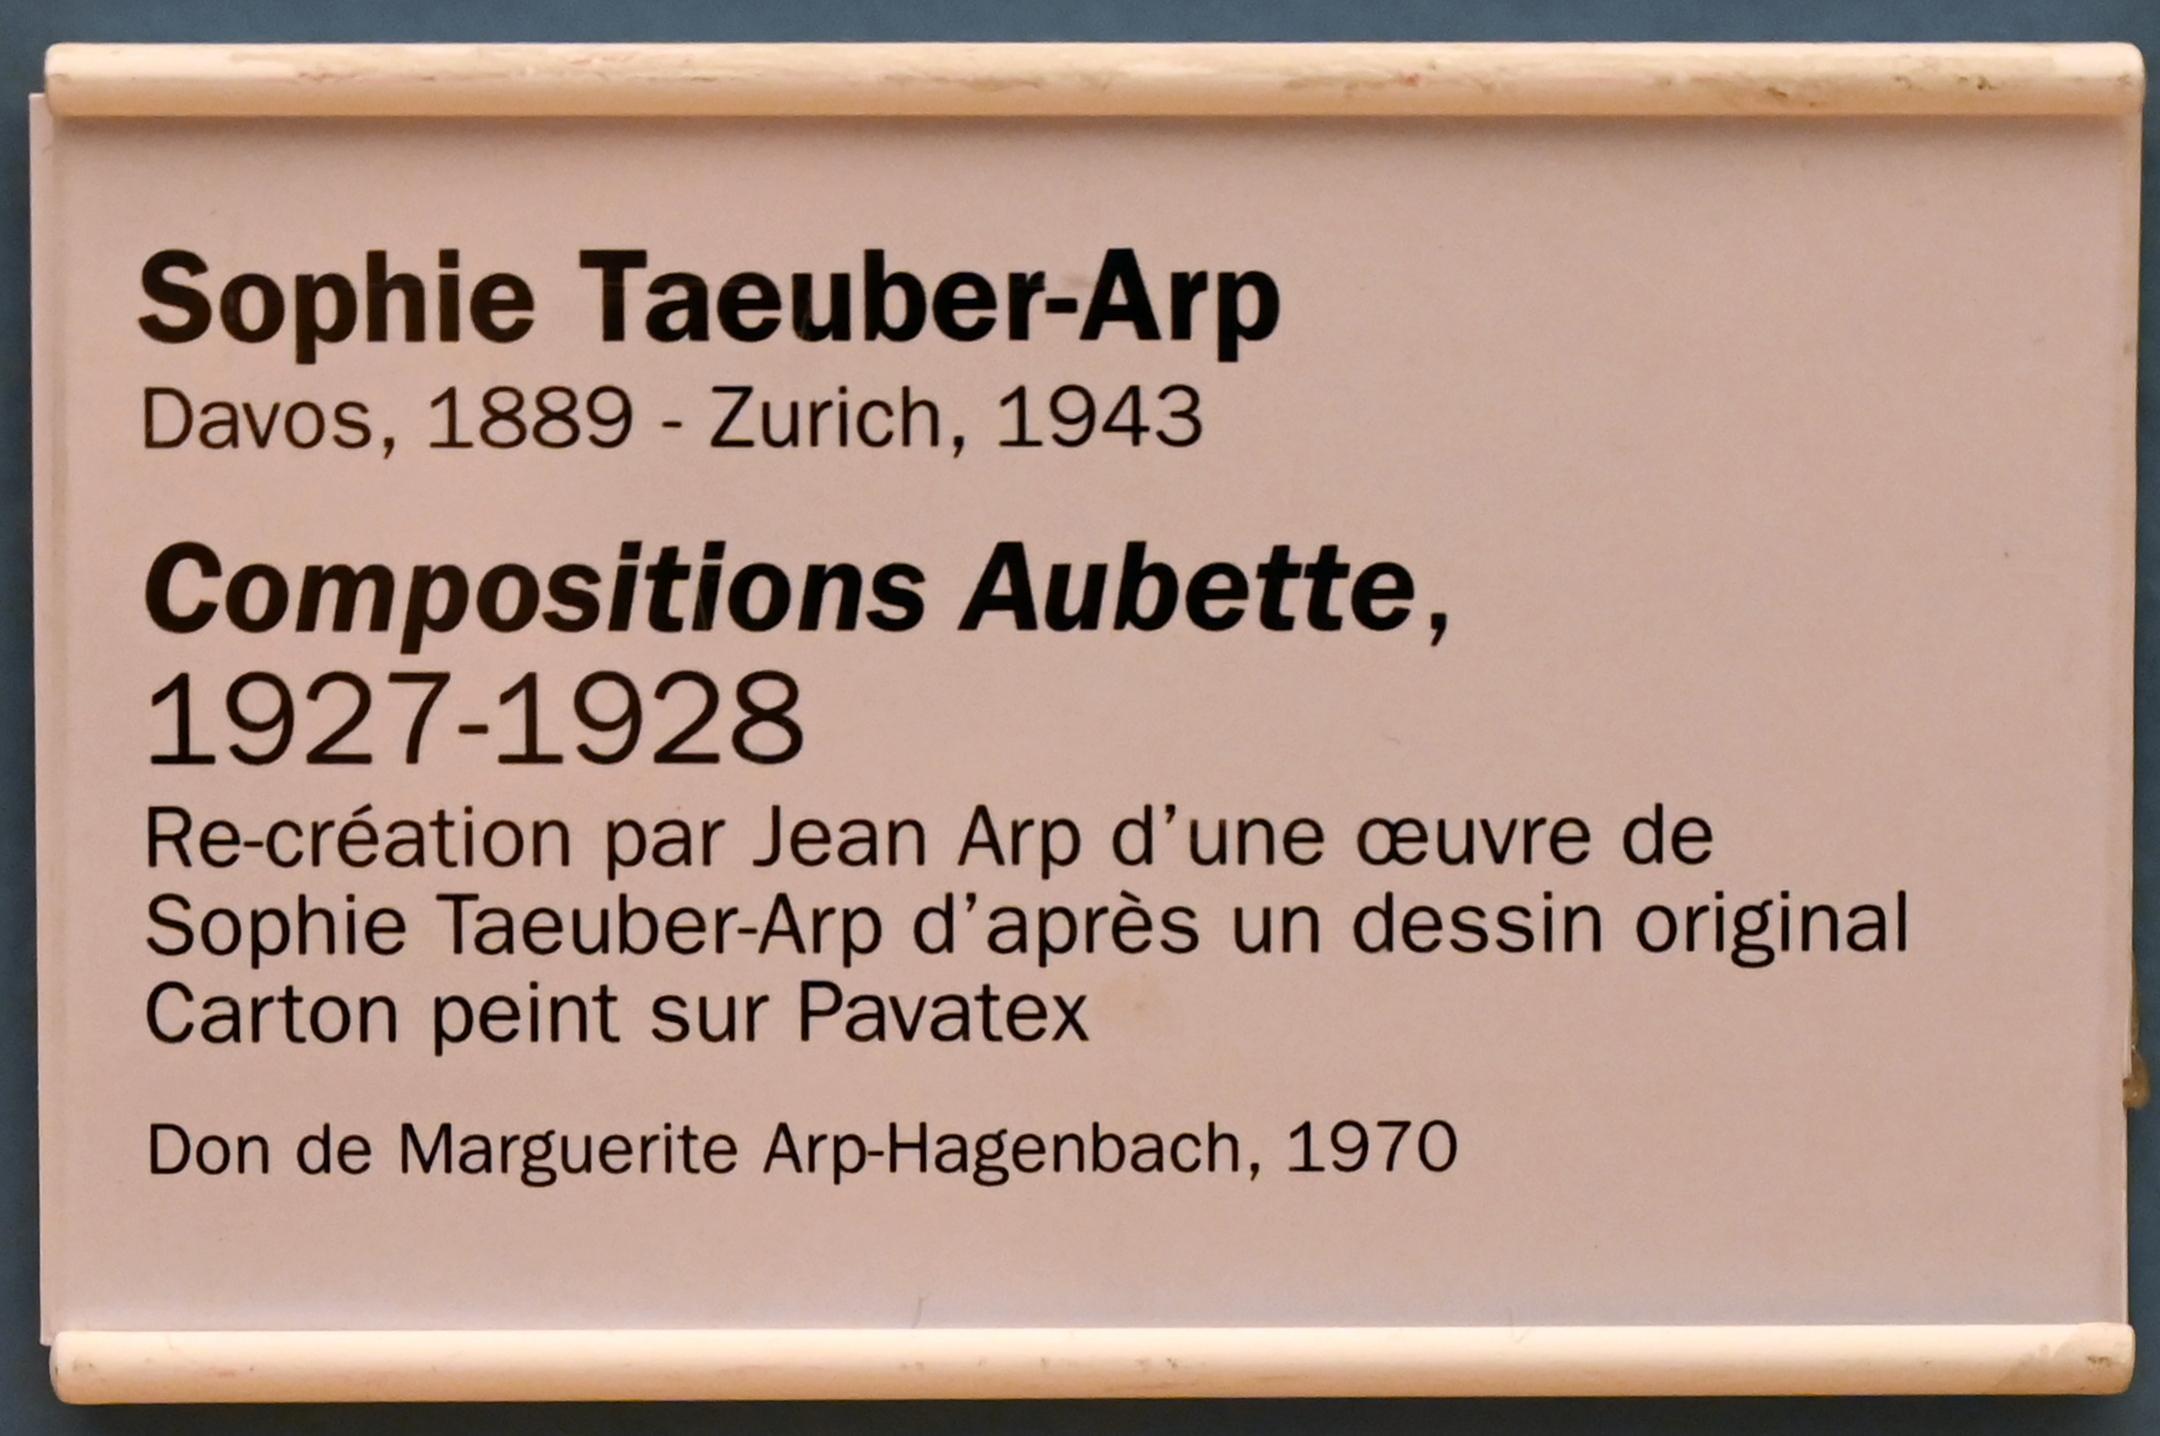 Sophie Taeuber-Arp
Davos, 1889 - Zurich, 1943
Compositions Aubette,
1927-1928
Re-création par Jean Arp d'une œuvre de
Sophie Taeuber-Arp d'après un dessin original
Carton peint sur Pavatex
Don de Marguerite Arp-Hagenbach, 1970